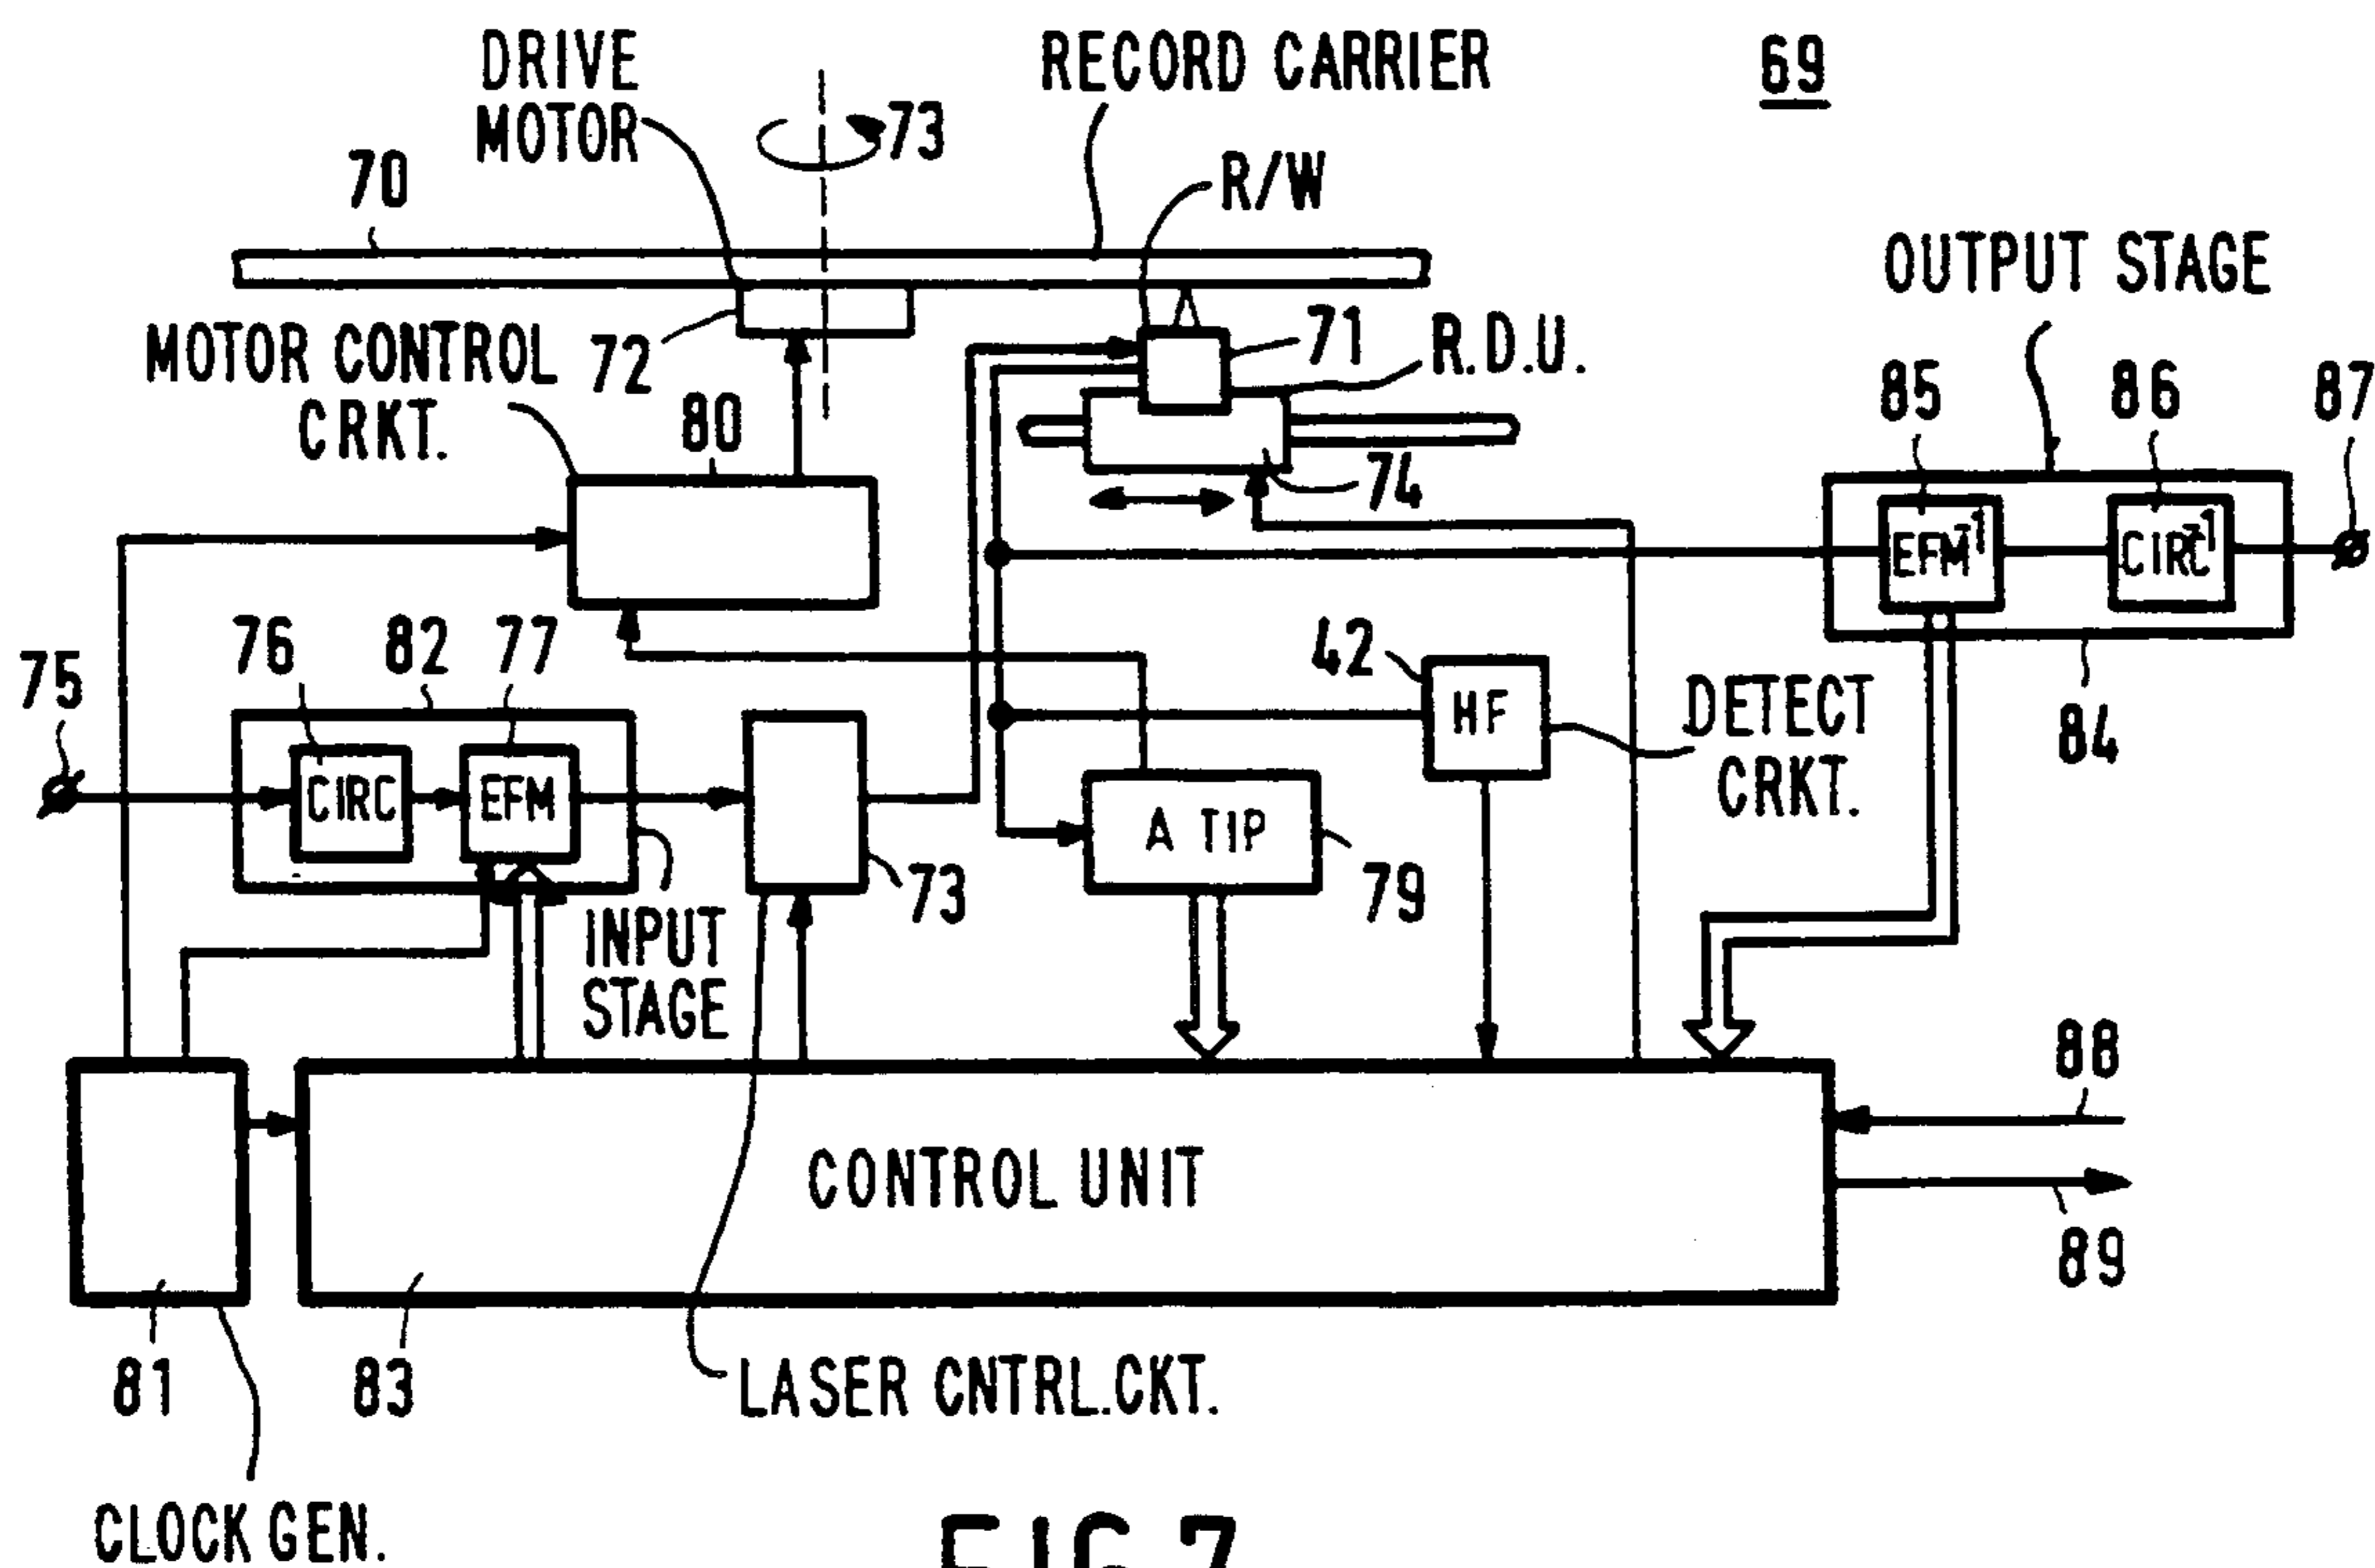 DRIVE
MOTOR
RECORD CARRIER
69
73
70
R/W
OUTPUT STAGE
MOTOR CONTROL
CRKT.
72
71
R.D.U.
80
85
86
87
74
EFM-1
CIRC-1
76
82
77
42
75
HF
DETECT
CRKT.
84
CIRC
EFM
A TIP
73
79
INPUT
STAGE
88
CONTROL UNIT
89
81
83
LASER CNTRL.CKT.
CLOCK GEN.
FIG.7